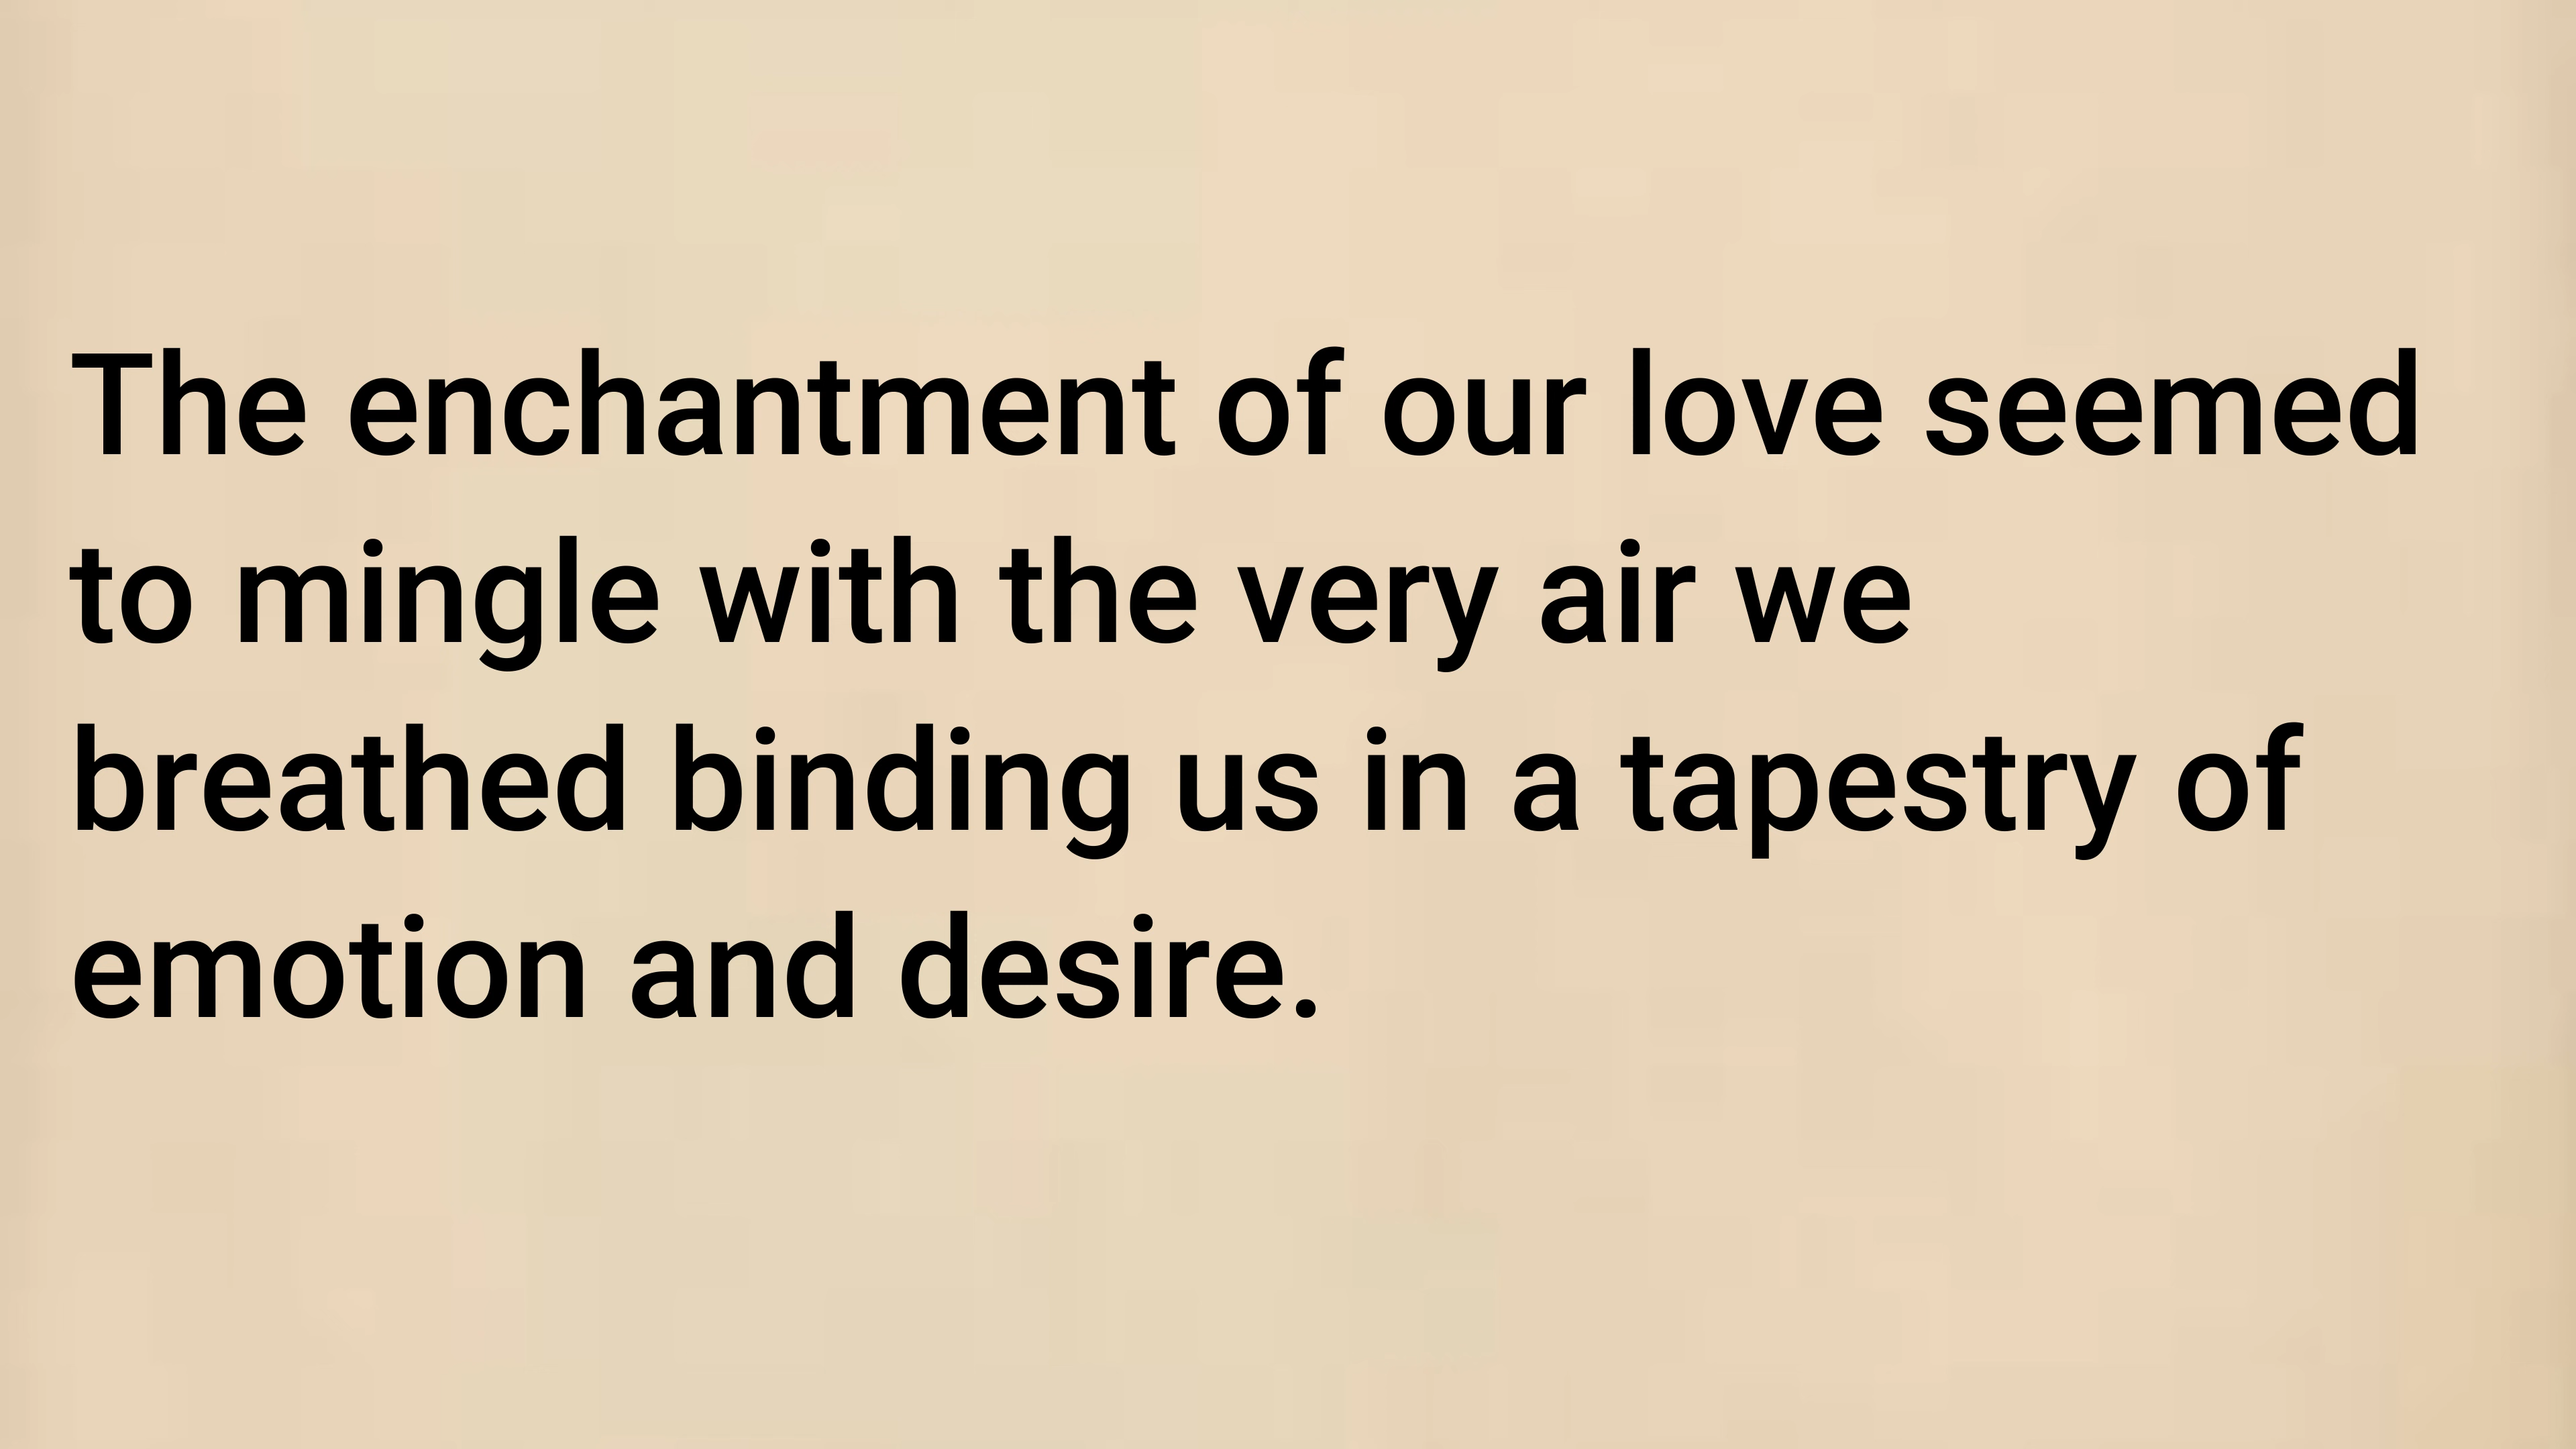 The enchantment of our love seemed
to mingle with the very air we
breathed binding us in a tapestry of
emotion and desire.